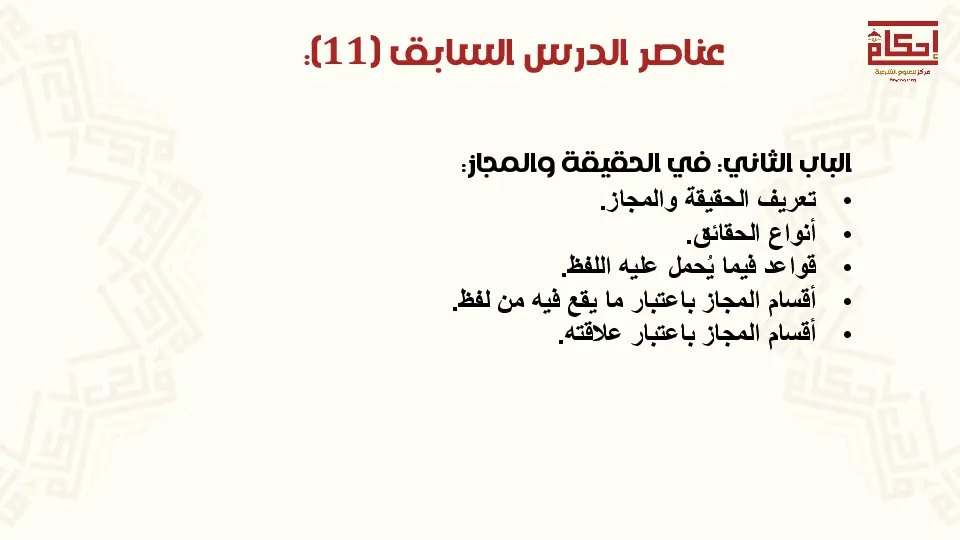 عناصر الدرس السابق (11):
إحكام
مركز للعلوم الشرعية
الباب الثاني: في الحقيقة والمجاز:
• تعريف الحقيقة والمجاز.
• أنواع الحقائق.
• قواعد فيما يُحمل عليه اللفظ.
• أقسام المجاز باعتبار ما يقع فيه من لفظ.
• أقسام المجاز باعتبار علاقته.